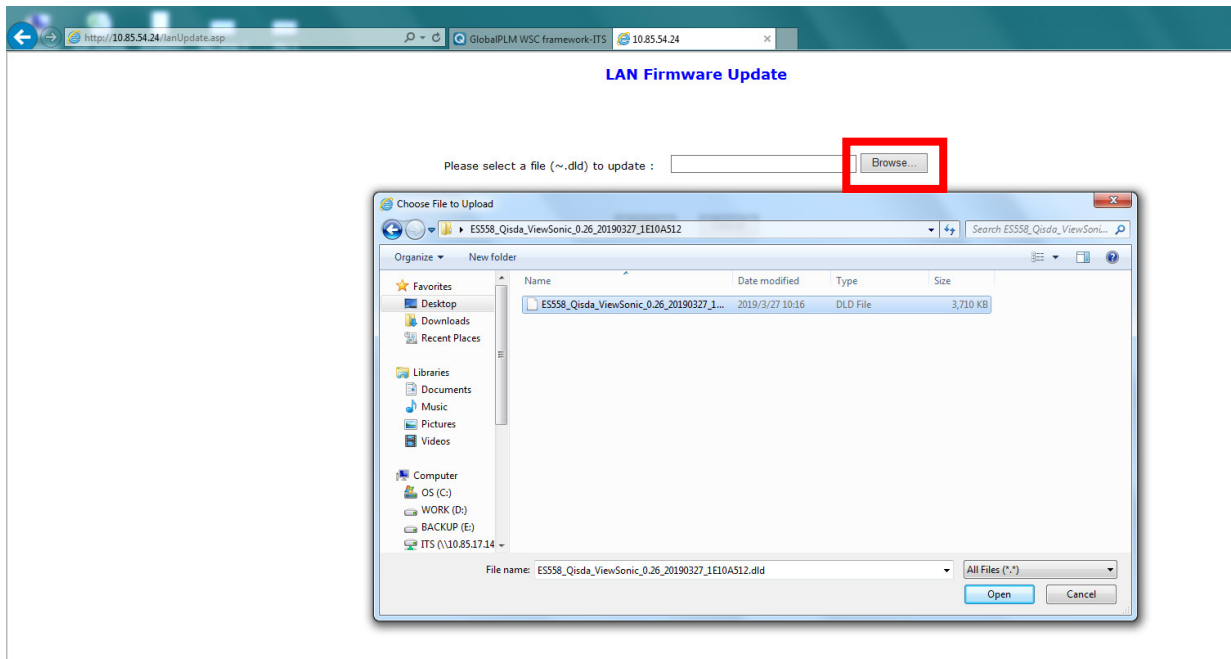 http://10.85.54.24/lanUpdate.asp
GlobalPLM WSC framework-ITS
10.85.54.24
LAN Firmware Update
Please select a file (~.dld) to update :
Browse...
Choose File to Upload
ES558_Qisda_ViewSonic_0.26_20190327_1E10A512
Search ES558_Qisda_ViewSoni...
Organize
New folder
Name
Date modified
Type
Size
Favorites
ES558_Qisda_ViewSonic_0.26_20190327_1...
2019/3/27 10:16
DLD File
3,710 KB
Desktop
Downloads
Recent Places
Libraries
Documents
Music
Pictures
Videos
Computer
OS (C:)
WORK (D:)
BACKUP (E:)
ITS (\\10.85.17.14
File name:
ES558_Qisda_ViewSonic_0.26_20190327_1E10A512.dld
All Files (*.*)
Open
Cancel